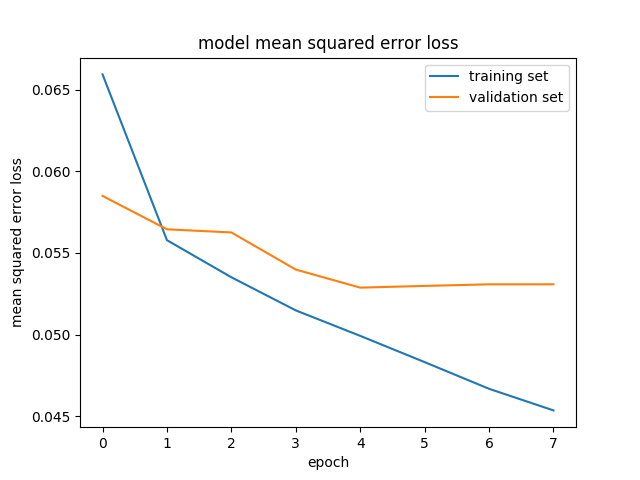 model mean squared error loss
training set
validation set
mean squared error loss
0.065
0.060
0.055
0.050
0.045
0 1 2 3 4 5 6 7
epoch